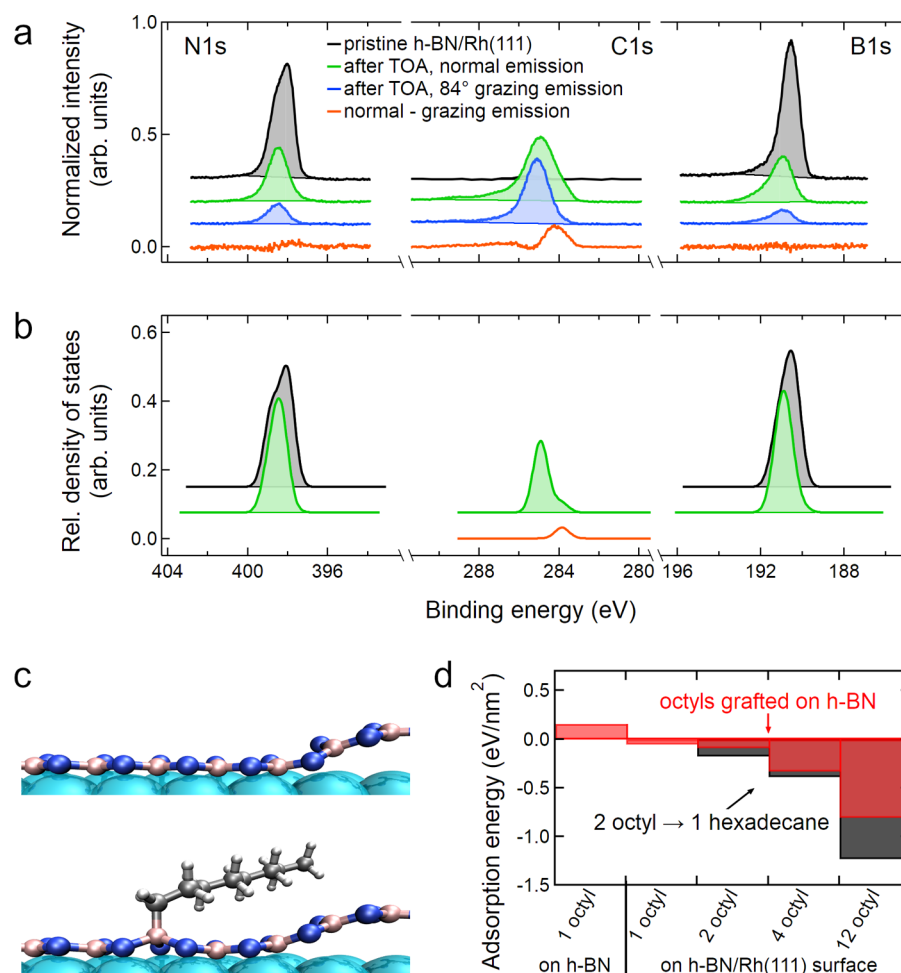 a
N1s
C1s
B1s
pristine h-BN/Rh(111)
after TOA, normal emission
after TOA, 84° grazing emission
normal - grazing emission
Normalized intensity
(arb. units)
1.0
0.5
0.0
b
Rel. density of states
(arb. units)
0.6
0.4
0.2
0.0
404 400 396 288 284 280 196 192 188
Binding energy (eV)
c
d
Adsorption energy (eV/nm²)
0.5
0.0
-0.5
-1.0
-1.5
octyls grafted on h-BN
2 octyl → 1 hexadecane
1 octyl
1 octyl
2 octyl
4 octyl
12 octyl
on h-BN
on h-BN/Rh(111) surface